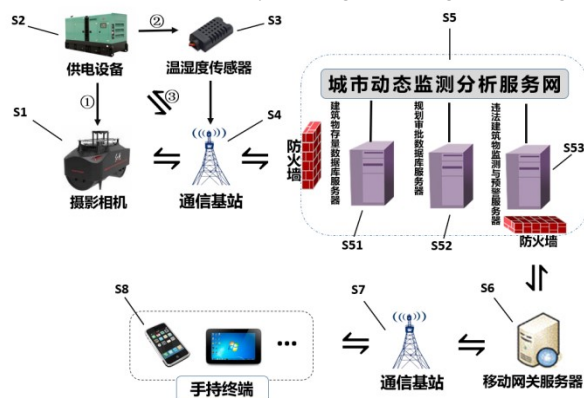 S2
②
S3
S5
供电设备
温湿度传感器
城市动态监测分析服务网
①
③
S1
S4
建筑物存量数据库服务器
规划审批数据库服务器
违法建筑物监测与预警服务器
防火墙
S53
摄影相机
通信基站
S51
S52
防火墙
S8
S7
S6
...
手持终端
通信基站
移动网关服务器